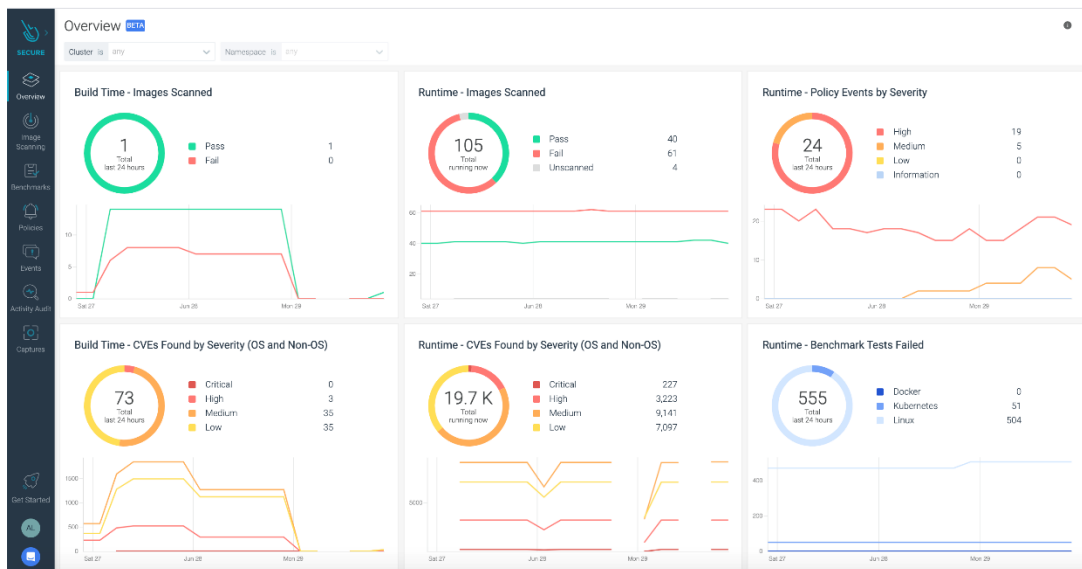 SECURE
Overview
Image
Scanning
Benchmarks
Policies
Events
Activity Audit
Captures
Get Started
AL
Overview BETA
Cluster is any
Namespace is any
Build Time - Images Scanned
1
Total
last 24 hours
Pass 1
Fail 0
10
5
0
Sat 27 Jun 28 Mon 29
Runtime - Images Scanned
105
Total
running now
Pass 40
Fail 61
Unscanned 4
60
40
20
Sat 27 Jun 28 Mon 29
Runtime - Policy Events by Severity
24
Total
last 24 hours
High 19
Medium 5
Low 0
Information 0
20
10
0
Sat 27 Jun 28 Mon 29
Build Time - CVEs Found by Severity (OS and Non-OS)
73
Total
last 24 hours
Critical 0
High 3
Medium 35
Low 35
1500
1000
500
0
Sat 27 Jun 28 Mon 29
Runtime - CVEs Found by Severity (OS and Non-OS)
19.7 K
Total
running now
Critical 227
High 3,223
Medium 9,141
Low 7,097
5000
Sat 27 Jun 28 Mon 29
Runtime - Benchmark Tests Failed
555
Total
last 24 hours
Docker 0
Kubernetes 51
Linux 504
400
200
0
Sat 27 Jun 28 Mon 29